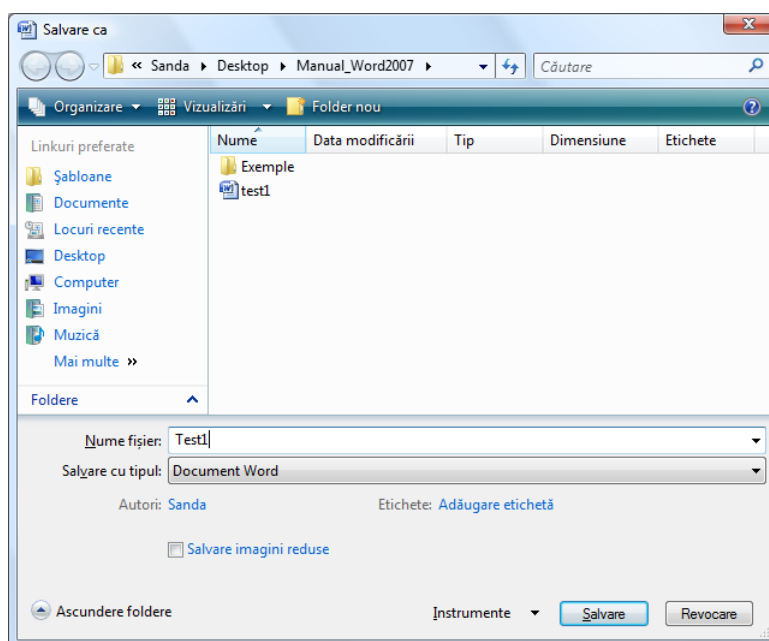 Salvare ca
« Sanda Desktop Manual_Word2007 Căutare
Organizare Vizualizări Folder nou
Linkuri preferate
Şabloane
Documente
Locuri recente
Desktop
Computer
Imagini
Muzică
Mai multe »
Foldere
Nume Data modificării Tip Dimensiune Etichete
Exemple
test1
Nume fişier: Test1
Salvare cu tipul: Document Word
Autori: Sanda Etichete: Adăugare etichetă
Salvare imagini reduse
Ascundere foldere Instrumente Salvare Revocare